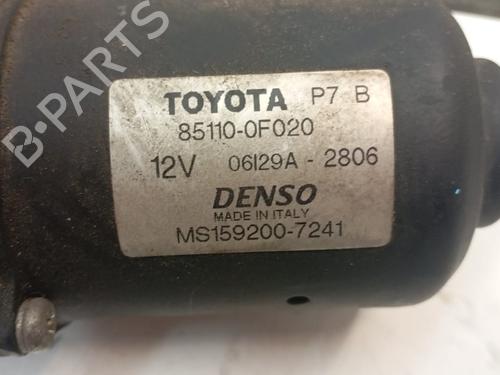 B-PARTS
TOYOTA P7 B
85110-0F020
12V 06I29A - 2806
DENSO
MADE IN ITALY
MS159200-7241